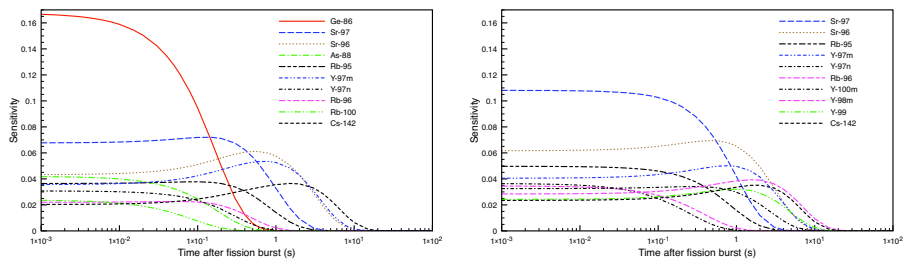 0.16
0.14
0.12
0.1
0.08
0.06
0.04
0.02
0
Sensitivity
1×10-3
1×10-2
1×10-1
1
1×101
1×102
Time after fission burst (s)
Ge-86
Sr-97
Sr-96
As-88
Rb-95
Y-97m
Y-97n
Rb-96
Rb-100
Cs-142
0.16
0.14
0.12
0.1
0.08
0.06
0.04
0.02
0
Sensitivity
1×10-3
1×10-2
1×10-1
1
1×101
1×102
Time after fission burst (s)
Sr-97
Sr-96
Rb-95
Y-97m
Y-97n
Rb-96
Y-100m
Y-98m
Y-99
Cs-142